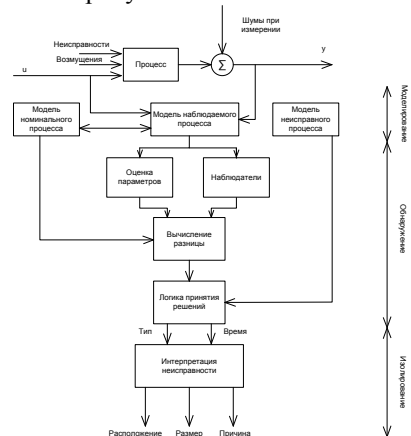 Шумы при
измерении
Неисправности
Возмущения
Процесс
Σ
y
u
Модель
номинального
процесса
Модель наблюдаемого
процесса
Модель
неисправного
процесса
Моделирование
Оценка
параметров
Наблюдатели
Обнаружение
Вычисление
разницы
Логика принятия
решений
Тип
Время
Интерпретация
неисправности
Изолирование
Расположение
Размер
Причина